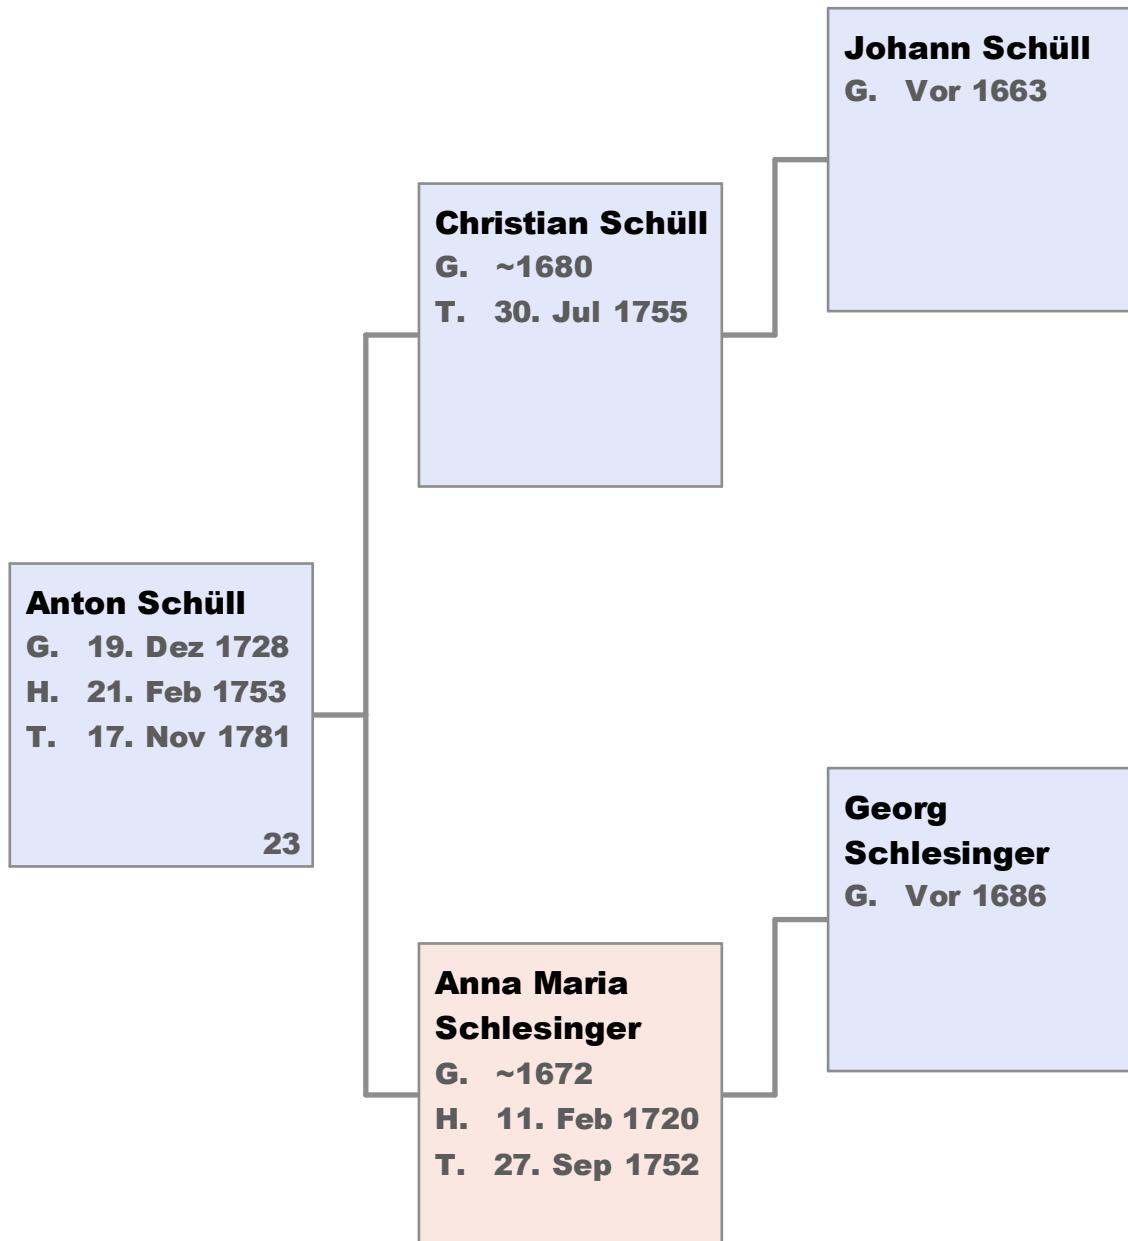 Johann Schüll
G. Vor 1663
Christian Schüll
G. ~1680
T. 30. Jul 1755
Anton Schüll
G. 19. Dez 1728
H. 21. Feb 1753
T. 17. Nov 1781
23
Georg
Schlesinger
G. Vor 1686
Anna Maria
Schlesinger
G. ~1672
H. 11. Feb 1720
T. 27. Sep 1752